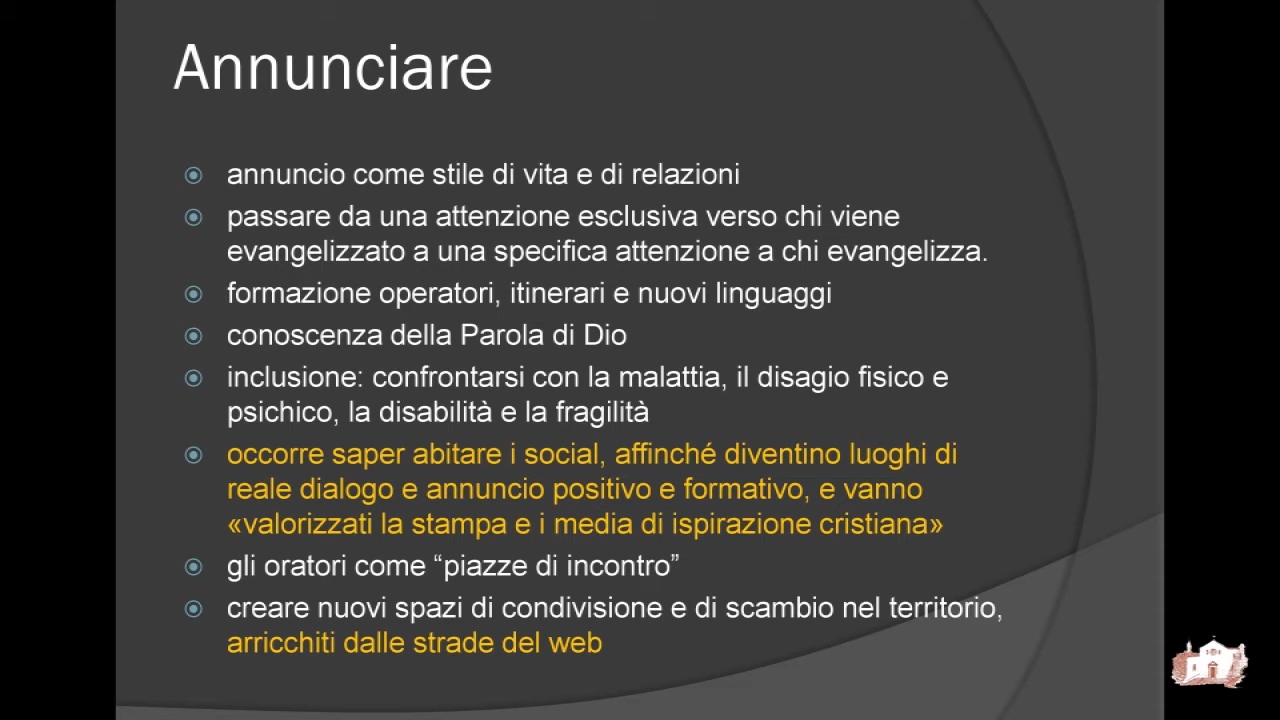 Annunciare
annuncio come stile di vita e di relazioni
passare da una attenzione esclusiva verso chi viene
evangelizzato a una specifica attenzione a chi evangelizza.
formazione operatori, itinerari e nuovi linguaggi
conoscenza della Parola di Dio
inclusione: confrontarsi con la malattia, il disagio fisico e
psichico, la disabilità e la fragilità
occorre saper abitare i social, affinché diventino luoghi di
reale dialogo e annuncio positivo e formativo, e vanno
«valorizzati la stampa e i media di ispirazione cristiana»
gli oratori come “piazze di incontro”
creare nuovi spazi di condivisione e di scambio nel territorio,
arricchiti dalle strade del web